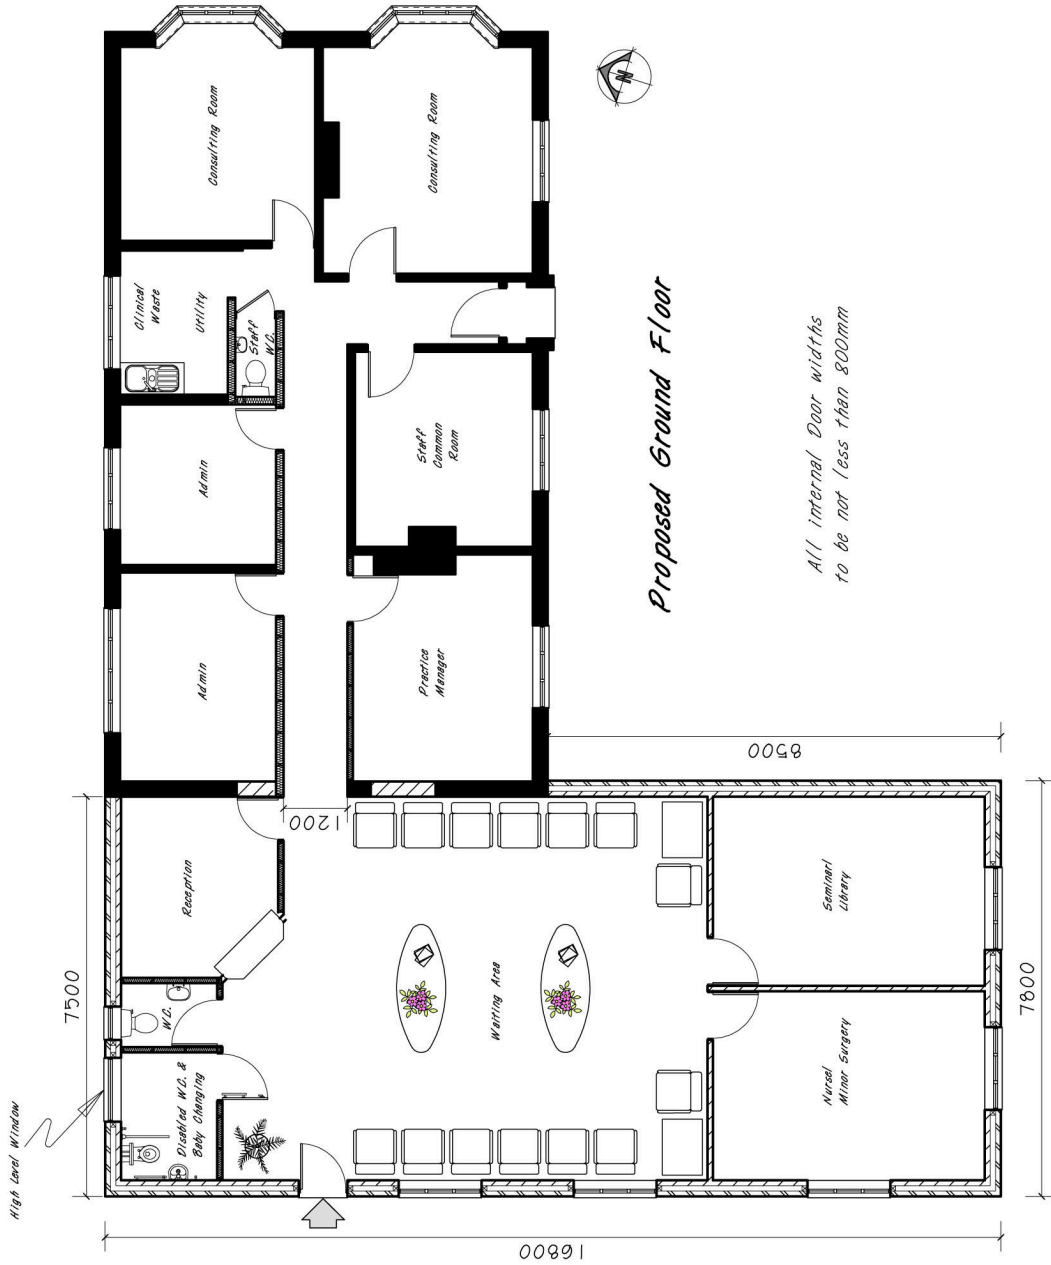 Consulting Room
Consulting Room
N
Clinical
Waste
Utility
Staff
W.C.
Staff
Common
Room
Admin
Admin
Practice
Manager
Proposed Ground Floor
All internal Door widths
to be not less than 800mm
8500
1200
7500
Reception
W.C.
Disabled W.C. &
Baby Changing
Waiting Area
Seminar/
Library
Nurse/
Minor Surgery
7800
High Level Window
16800